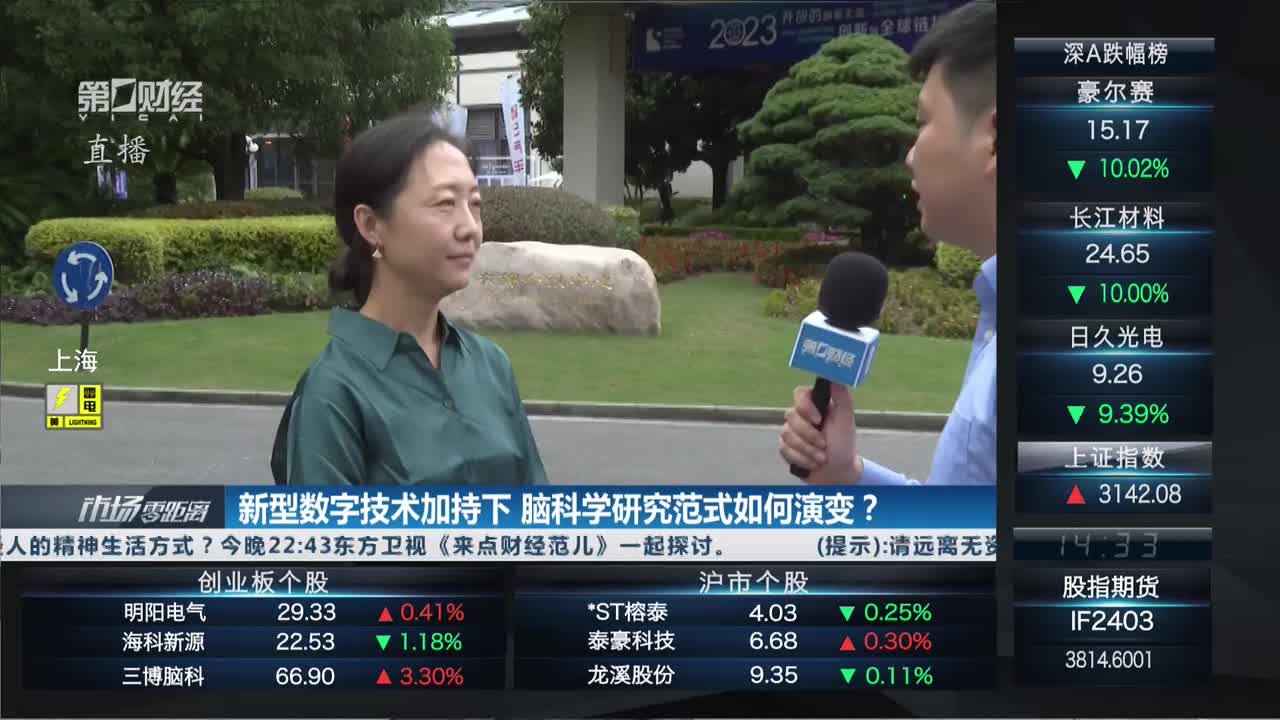 第一财经
YICAI
直播
2023
全球
第一财经
上海
雷电
黄 LIGHTNING
市场零距离
新型数字技术加持下 脑科学研究范式如何演变？
人的精神生活方式？今晚22:43东方卫视《来点财经范儿》一起探讨。 (提示):请远离无资
创业板个股
明阳电气 29.33 ▲ 0.41%
海科新源 22.53 ▼ 1.18%
三博脑科 66.90 ▲ 3.30%
沪市个股
*ST榕泰 4.03 ▼ 0.25%
泰豪科技 6.68 ▲ 0.30%
龙溪股份 9.35 ▼ 0.11%
深A跌幅榜
豪尔赛
15.17
▼ 10.02%
长江材料
24.65
▼ 10.00%
日久光电
9.26
▼ 9.39%
上证指数
▲ 3142.08
14:33
股指期货
IF2403
3814.6001